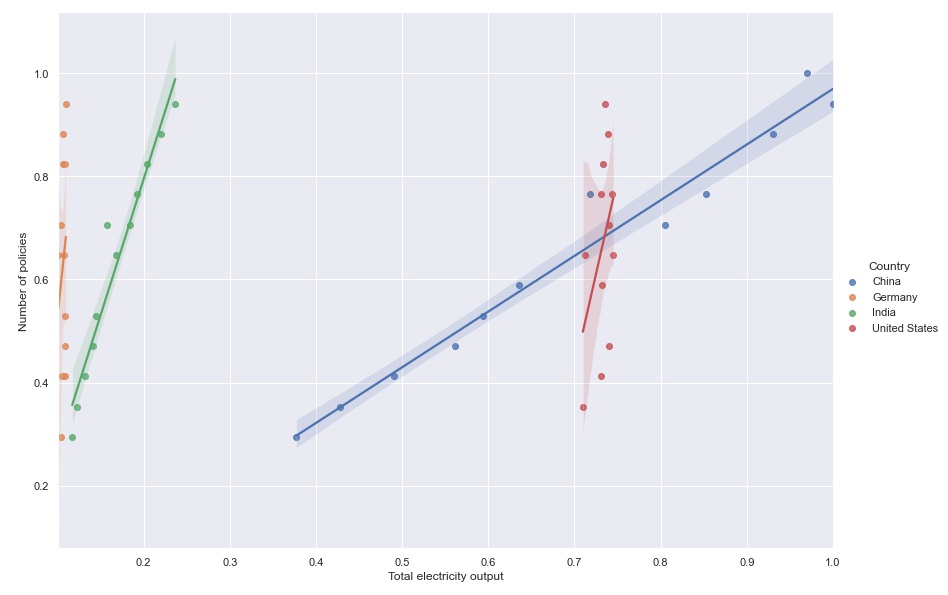 1.0
0.8
0.6
0.4
0.2
Number of policies
0.2 0.3 0.4 0.5 0.6 0.7 0.8 0.9 1.0
Total electricity output
Country
China
Germany
India
United States